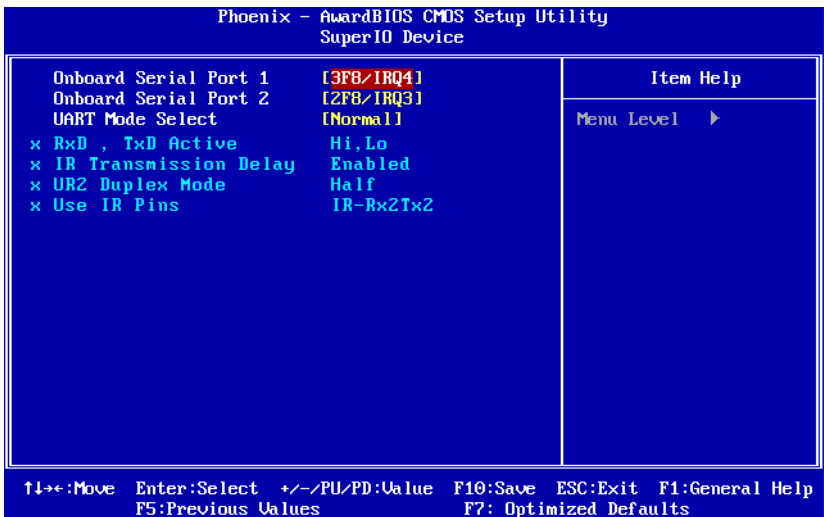 Phoenix - AwardBIOS CMOS Setup Utility
SuperIO Device
Onboard Serial Port 1 [3F8/IRQ4]
Onboard Serial Port 2 [2F8/IRQ3]
UART Mode Select [Normal]
x RxD , TxD Active Hi,Lo
x IR Transmission Delay Enabled
x UR2 Duplex Mode Half
x Use IR Pins IR-Rx2Tx2
Item Help
Menu Level ▶
↑↓→←:Move Enter:Select +/-/PU/PD:Value F10:Save ESC:Exit F1:General Help
F5:Previous Values F7: Optimized Defaults